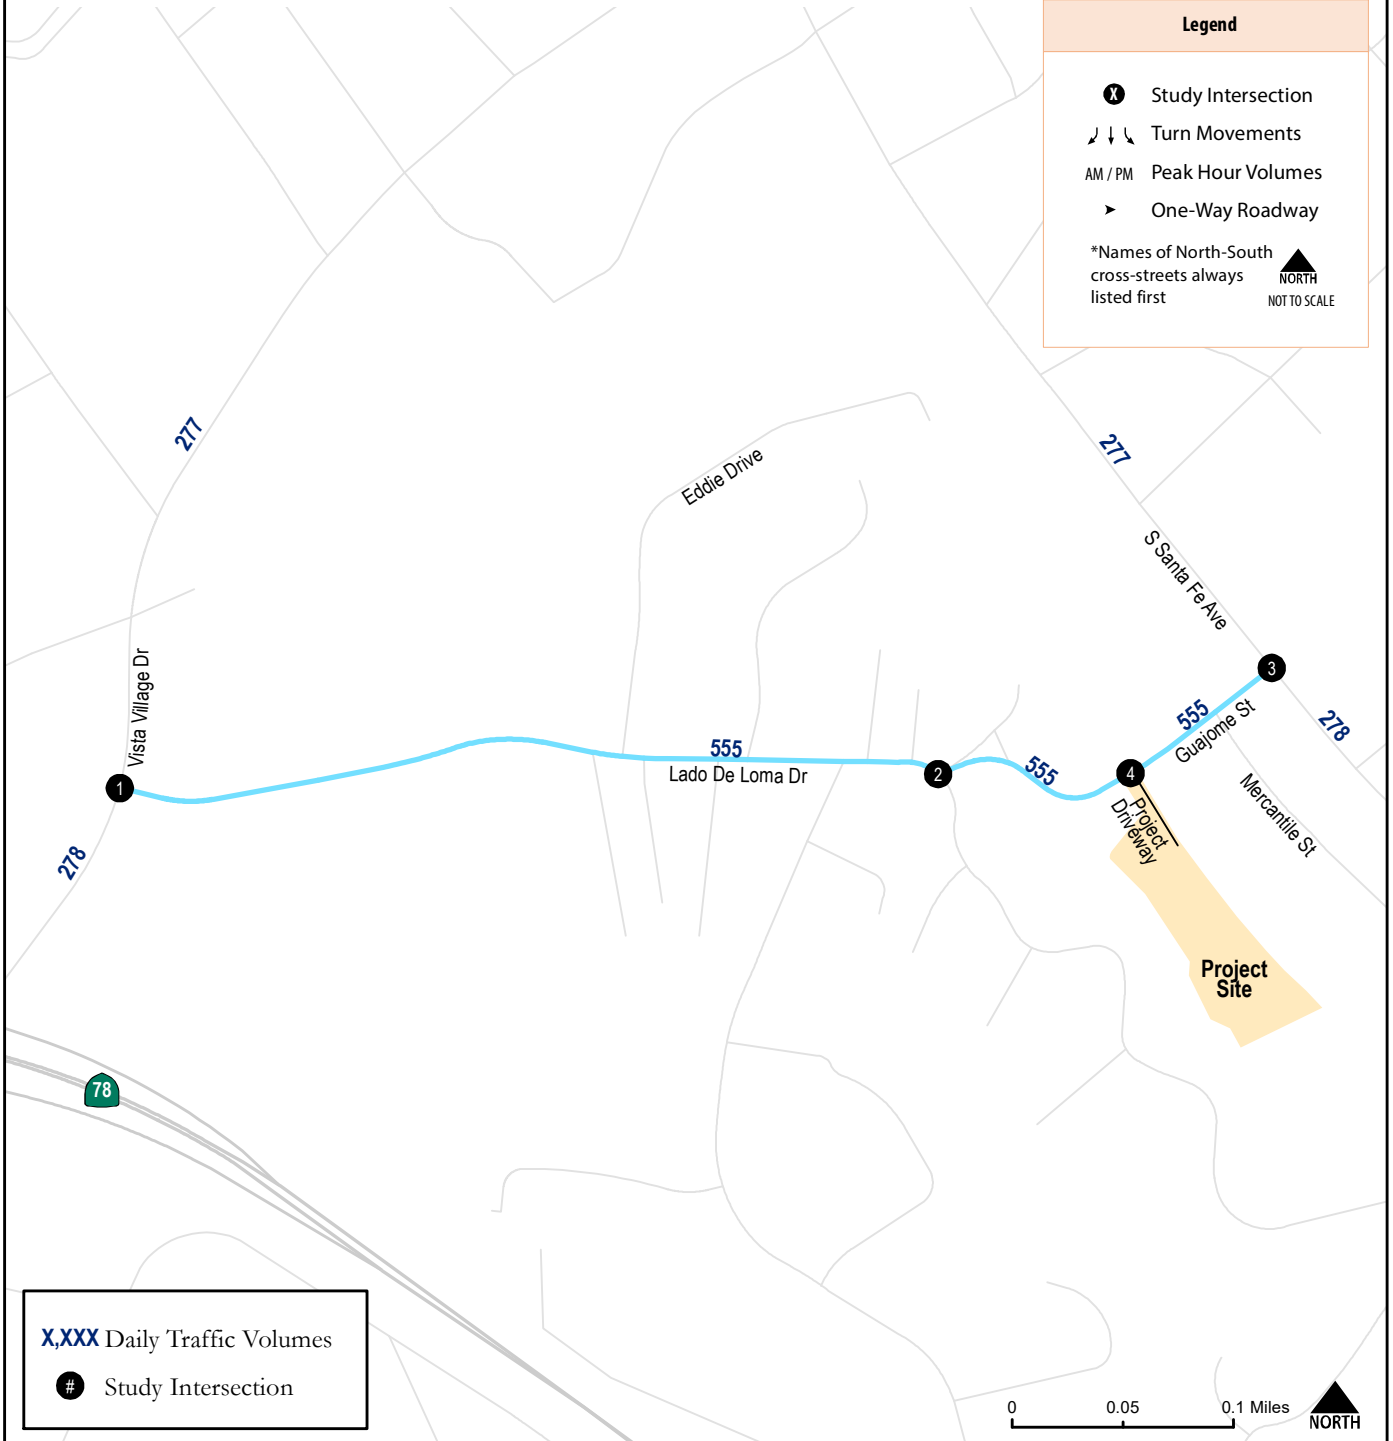 Legend
X Study Intersection
Turn Movements
AM / PM Peak Hour Volumes
One-Way Roadway
*Names of North-South
cross-streets always
listed first
NORTH
NOT TO SCALE
277
277
Eddie Drive
S Santa Fe Ave
Vista Village Dr
3
555
278
Guajome St
555
Lado De Loma Dr
1
2
555
4
Mercantile St
Project
Driveway
278
Project
Site
78
X,XXX Daily Traffic Volumes
# Study Intersection
0 0.05 0.1 Miles
NORTH